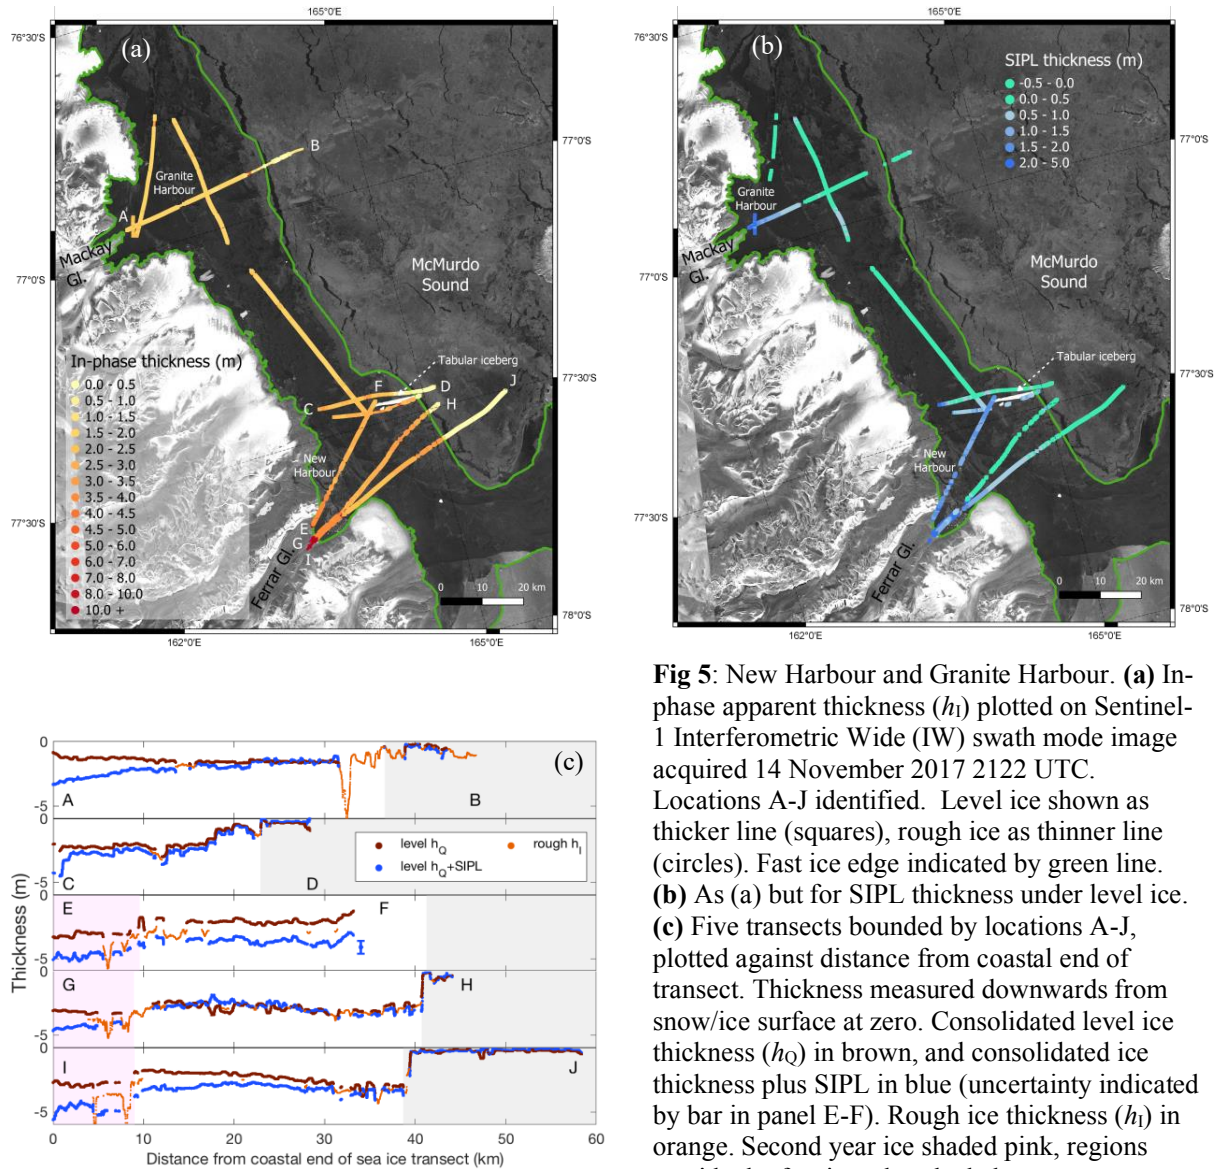 165°0'E
165°0'E
76°30'S
(a)
B
77°0'S
Granite
Harbour
A
Mackay
Gl.
77°0'S
McMurdo
Sound
In-phase thickness (m)
0.0 - 0.5
0.5 - 1.0
1.0 - 1.5
1.5 - 2.0
2.0 - 2.5
2.5 - 3.0
3.0 - 3.5
3.5 - 4.0
4.0 - 4.5
4.5 - 5.0
5.0 - 6.0
6.0 - 7.0
7.0 - 8.0
8.0 - 10.0
10.0 +
Tabular iceberg
F
D
J
C
H
77°30'S
New
Harbour
77°30'S
E
G
I
Ferrar Gl.
0 10 20 km
78°0'S
162°0'E
165°0'E
76°30'S
(b)
SIPL thickness (m)
-0.5 - 0.0
0.0 - 0.5
0.5 - 1.0
1.0 - 1.5
1.5 - 2.0
2.0 - 5.0
77°0'S
Granite
Harbour
Mackay
Gl.
77°0'S
McMurdo
Sound
Tabular iceberg
77°30'S
New
Harbour
77°30'S
Ferrar Gl.
0 10 20 km
78°0'S
162°0'E
165°0'E
0
(c)
-5
A
B
0
level hQ
rough hI
level hQ+SIPL
-5
C
D
0
E
F
-5
0
G
H
-5
0
I
J
-5
Thickness (m)
0 10 20 30 40 50 60
Distance from coastal end of sea ice transect (km)
Fig 5: New Harbour and Granite Harbour. (a) In-
phase apparent thickness (hI) plotted on Sentinel-
1 Interferometric Wide (IW) swath mode image
acquired 14 November 2017 2122 UTC.
Locations A-J identified. Level ice shown as
thicker line (squares), rough ice as thinner line
(circles). Fast ice edge indicated by green line.
(b) As (a) but for SIPL thickness under level ice.
(c) Five transects bounded by locations A-J,
plotted against distance from coastal end of
transect. Thickness measured downwards from
snow/ice surface at zero. Consolidated level ice
thickness (hQ) in brown, and consolidated ice
thickness plus SIPL in blue (uncertainty indicated
by bar in panel E-F). Rough ice thickness (hI) in
orange. Second year ice shaded pink, regions